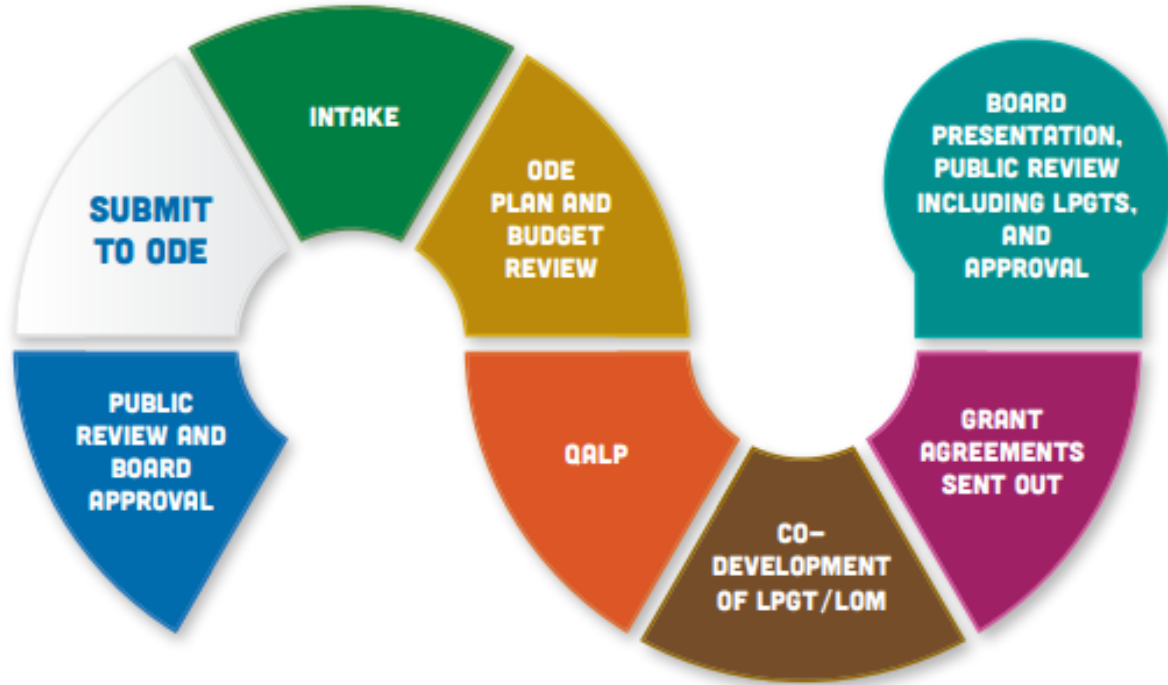 PUBLIC
REVIEW AND
BOARD
APPROVAL
SUBMIT
TO ODE
INTAKE
ODE
PLAN AND
BUDGET
REVIEW
QALP
CO-
DEVELOPMENT
OF LPGT/LOM
GRANT
AGREEMENTS
SENT OUT
BOARD
PRESENTATION,
PUBLIC REVIEW
INCLUDING LPGTS,
AND
APPROVAL